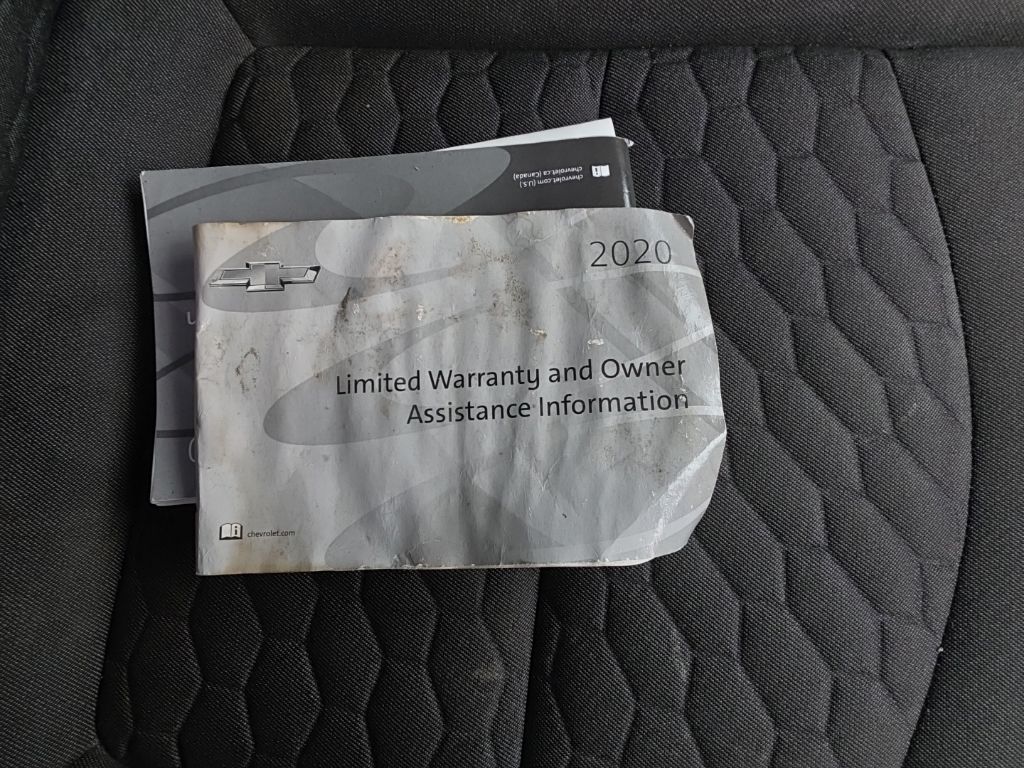 chevrolet.com (U.S.)
chevrolet.ca (Canada)
2020
Limited Warranty and Owner
Assistance Information
i chevrolet.com